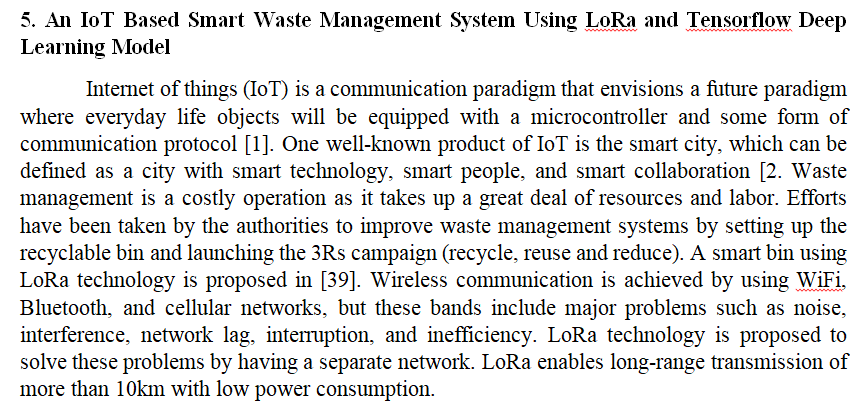 5. An IoT Based Smart Waste Management System Using LoRa and Tensorflow Deep
Learning Model
Internet of things (IoT) is a communication paradigm that envisions a future paradigm
where everyday life objects will be equipped with a microcontroller and some form of
communication protocol [1]. One well-known product of IoT is the smart city, which can be
defined as a city with smart technology, smart people, and smart collaboration [2. Waste
management is a costly operation as it takes up a great deal of resources and labor. Efforts
have been taken by the authorities to improve waste management systems by setting up the
recyclable bin and launching the 3Rs campaign (recycle, reuse and reduce). A smart bin using
LoRa technology is proposed in [39]. Wireless communication is achieved by using WiFi,
Bluetooth, and cellular networks, but these bands include major problems such as noise,
interference, network lag, interruption, and inefficiency. LoRa technology is proposed to
solve these problems by having a separate network. LoRa enables long-range transmission of
more than 10km with low power consumption.